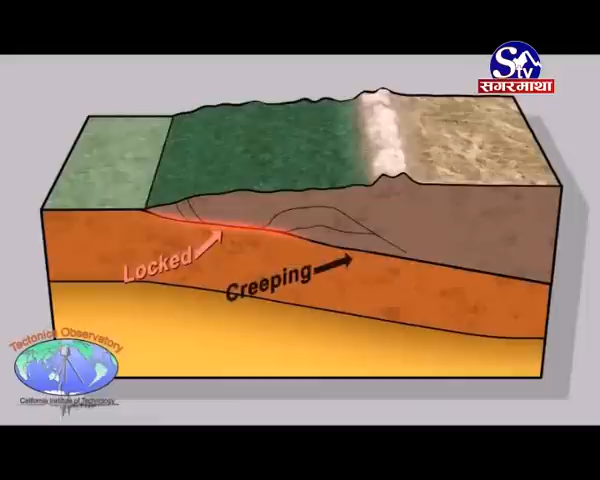 S
tv
सगरमाथा
Locked
Creeping
Tectonics Observatory
California Institute of Technology